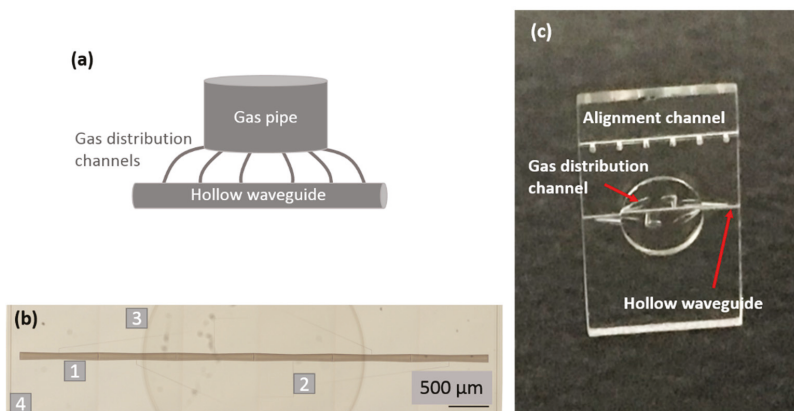 (a)
Gas pipe
Gas distribution
channels
Hollow waveguide
(b)
3
1
2
4
500 μm
(c)
Alignment channel
Gas distribution
channel
Hollow waveguide